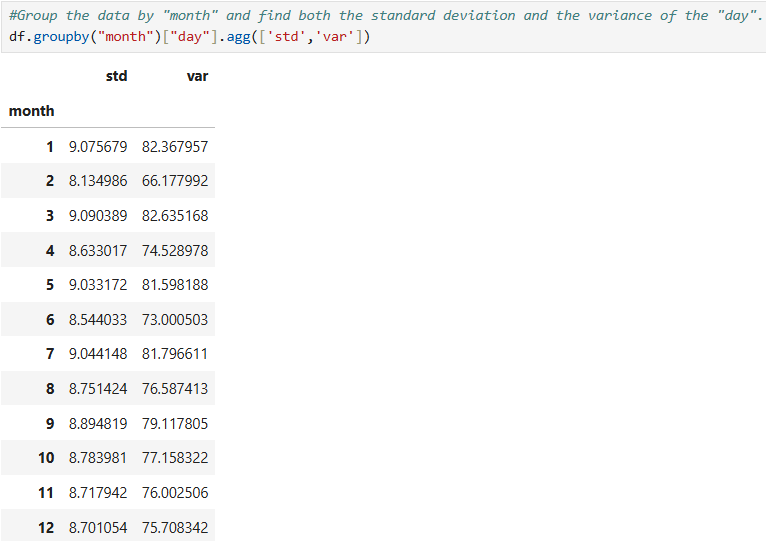 #Group the data by "month" and find both the standard deviation and the variance of the "day".
df.groupby("month")["day"].agg(['std','var'])
std var
month
1 9.075679 82.367957
2 8.134986 66.177992
3 9.090389 82.635168
4 8.633017 74.528978
5 9.033172 81.598188
6 8.544033 73.000503
7 9.044148 81.796611
8 8.751424 76.587413
9 8.894819 79.117805
10 8.783981 77.158322
11 8.717942 76.002506
12 8.701054 75.708342